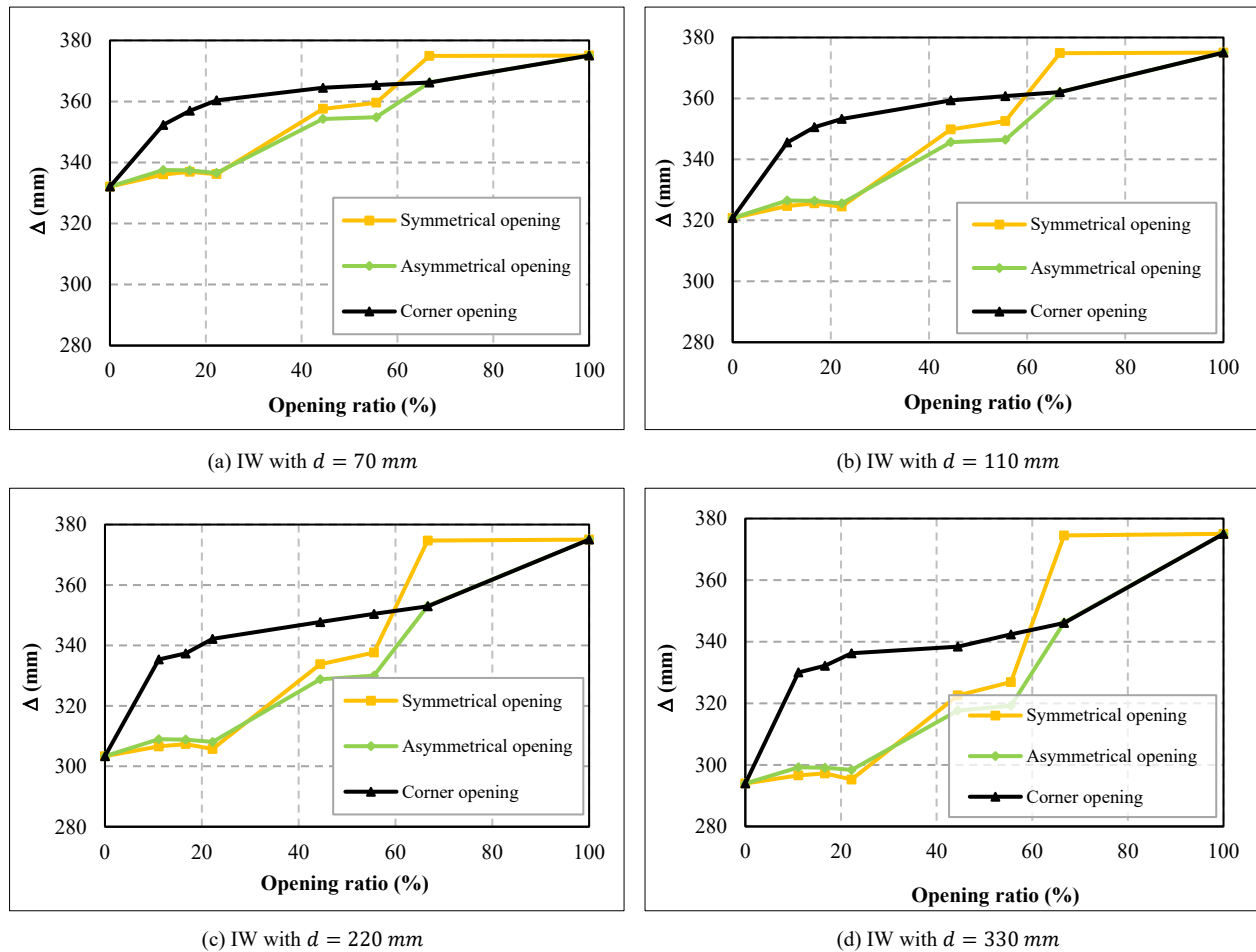 380
360
340
320
300
280
Δ (mm)
0 20 40 60 80 100
Opening ratio (%)
Symmetrical opening
Asymmetrical opening
Corner opening
(a) IW with d = 70 mm
380
360
340
320
300
280
Δ (mm)
0 20 40 60 80 100
Opening ratio (%)
Symmetrical opening
Asymmetrical opening
Corner opening
(b) IW with d = 110 mm
380
360
340
320
300
280
Δ (mm)
0 20 40 60 80 100
Opening ratio (%)
Symmetrical opening
Asymmetrical opening
Corner opening
(c) IW with d = 220 mm
380
360
340
320
300
280
Δ (mm)
0 20 40 60 80 100
Opening ratio (%)
Symmetrical opening
Asymmetrical opening
Corner opening
(d) IW with d = 330 mm